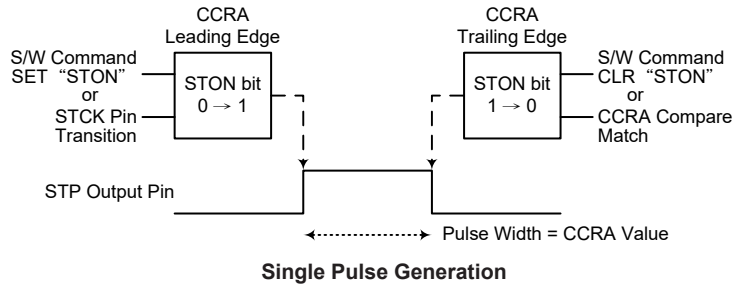 CCRA
Leading Edge
S/W Command
SET “STON”
or
STCK Pin
Transition
STON bit
0 → 1
CCRA
Trailing Edge
STON bit
1 → 0
S/W Command
CLR “STON”
or
CCRA Compare
Match
STP Output Pin
Pulse Width = CCRA Value
Single Pulse Generation